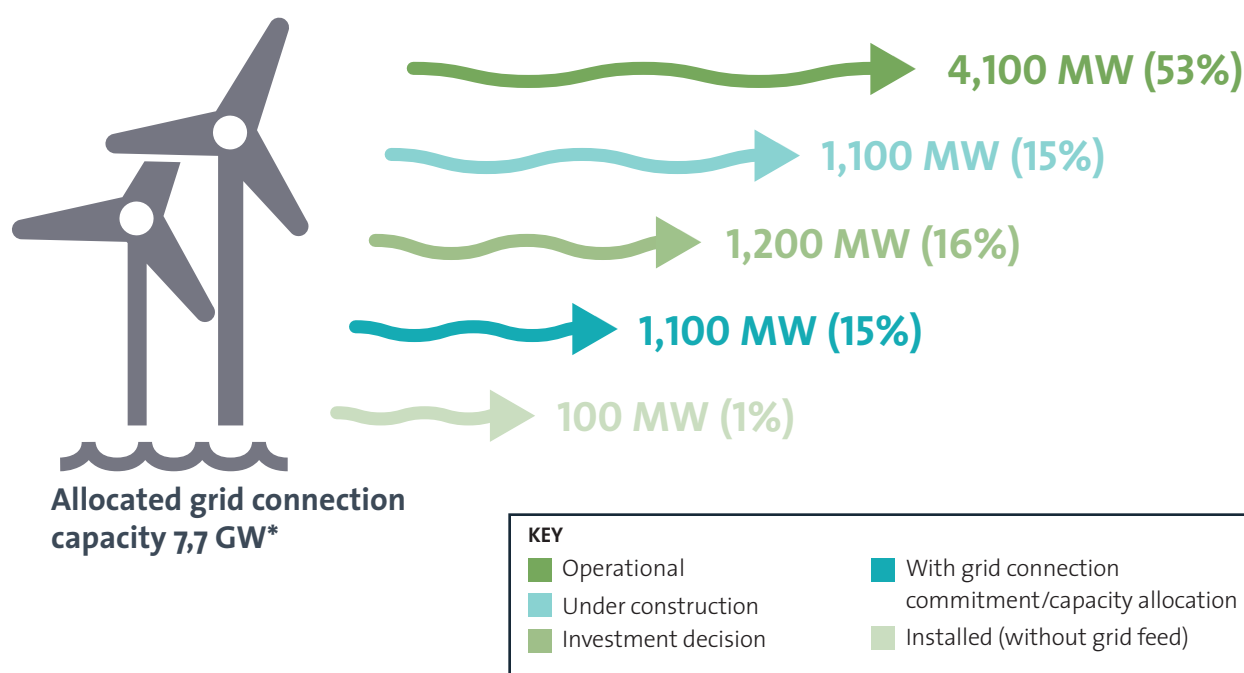 4,100 MW (53%)
1,100 MW (15%)
1,200 MW (16%)
1,100 MW (15%)
100 MW (1%)
Allocated grid connection
capacity 7,7 GW*
KEY
Operational
Under construction
Investment decision
With grid connection
commitment/capacity allocation
Installed (without grid feed)